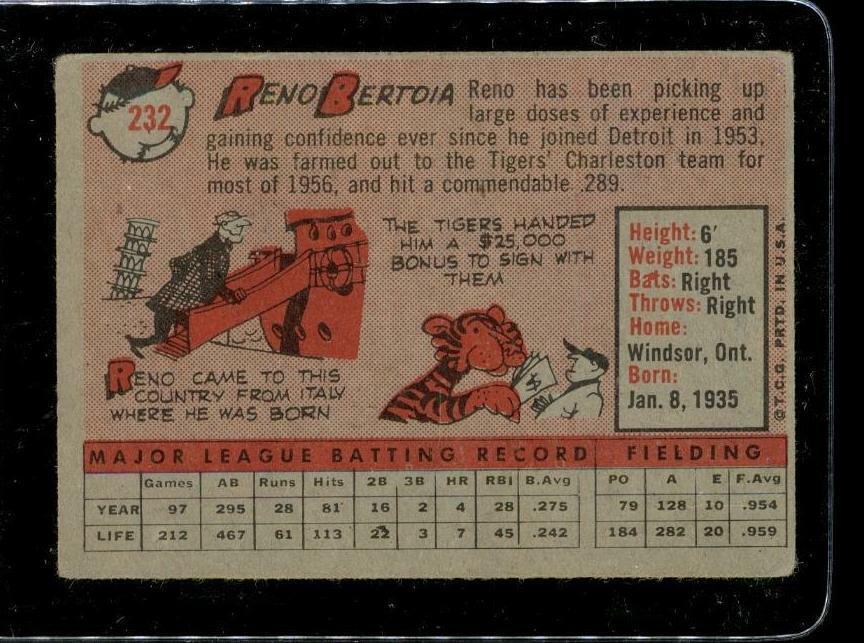 232
RENO BERTOIA Reno has been picking up
large doses of experience and
gaining confidence ever since he joined Detroit in 1953.
He was farmed out to the Tigers' Charleston team for
most of 1956, and hit a commendable .289.
RENO CAME TO THIS
COUNTRY FROM ITALY
WHERE HE WAS BORN
THE TIGERS HANDED
HIM A $25,000
BONUS TO SIGN WITH
THEM
$
Height: 6'
Weight: 185
Bats: Right
Throws: Right
Home:
Windsor, Ont.
Born:
Jan. 8, 1935
©T.C.G. PRTD. IN U.S.A.
MAJOR LEAGUE BATTING RECORD FIELDING
Games AB Runs Hits 2B 3B HR RBI B.Avg PO A E F.Avg
YEAR 97 295 28 81 16 2 4 28 .275 79 128 10 .954
LIFE 212 467 61 113 22 3 7 45 .242 184 282 20 .959